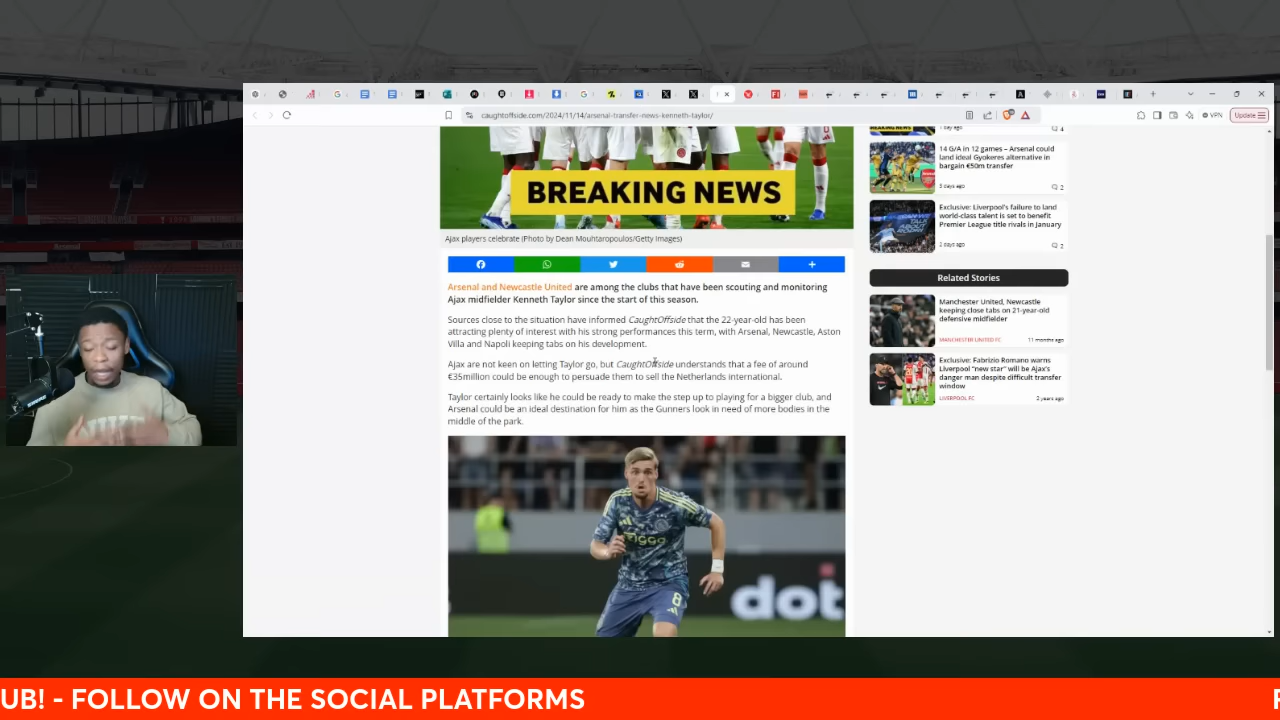 caughtoffside.com/2024/11/14/arsenal-transfer-news-kenneth-taylor/
VPN
Update
BREAKING NEWS
Ajax players celebrate (Photo by Dean Mouhtaropoulos/Getty Images)
Arsenal and Newcastle United are among the clubs that have been scouting and monitoring
Ajax midfielder Kenneth Taylor since the start of this season.
Sources close to the situation have informed CaughtOffside that the 22-year-old has been
attracting plenty of interest with his strong performances this term, with Arsenal, Newcastle, Aston
Villa and Napoli keeping tabs on his development.
Ajax are not keen on letting Taylor go, but CaughtOffside understands that a fee of around
€35million could be enough to persuade them to sell the Netherlands international.
Taylor certainly looks like he could be ready to make the step up to playing for a bigger club, and
Arsenal could be an ideal destination for him as the Gunners look in need of more bodies in the
middle of the park.
ziggo
8
dot
1 day ago
4
14 G/A in 12 games – Arsenal could
land ideal Gyokeres alternative in
bargain €50m transfer
3 days ago
2
Exclusive: Liverpool's failure to land
world-class talent is set to benefit
Premier League title rivals in January
2 days ago
2
Related Stories
Manchester United, Newcastle
keeping close tabs on 21-year-old
defensive midfielder
MANCHESTER UNITED FC
11 months ago
Exclusive: Fabrizio Romano warns
Liverpool "new star" will be Ajax's
danger man despite difficult transfer
window
LIVERPOOL FC
2 years ago
UB! - FOLLOW ON THE SOCIAL PLATFORMS